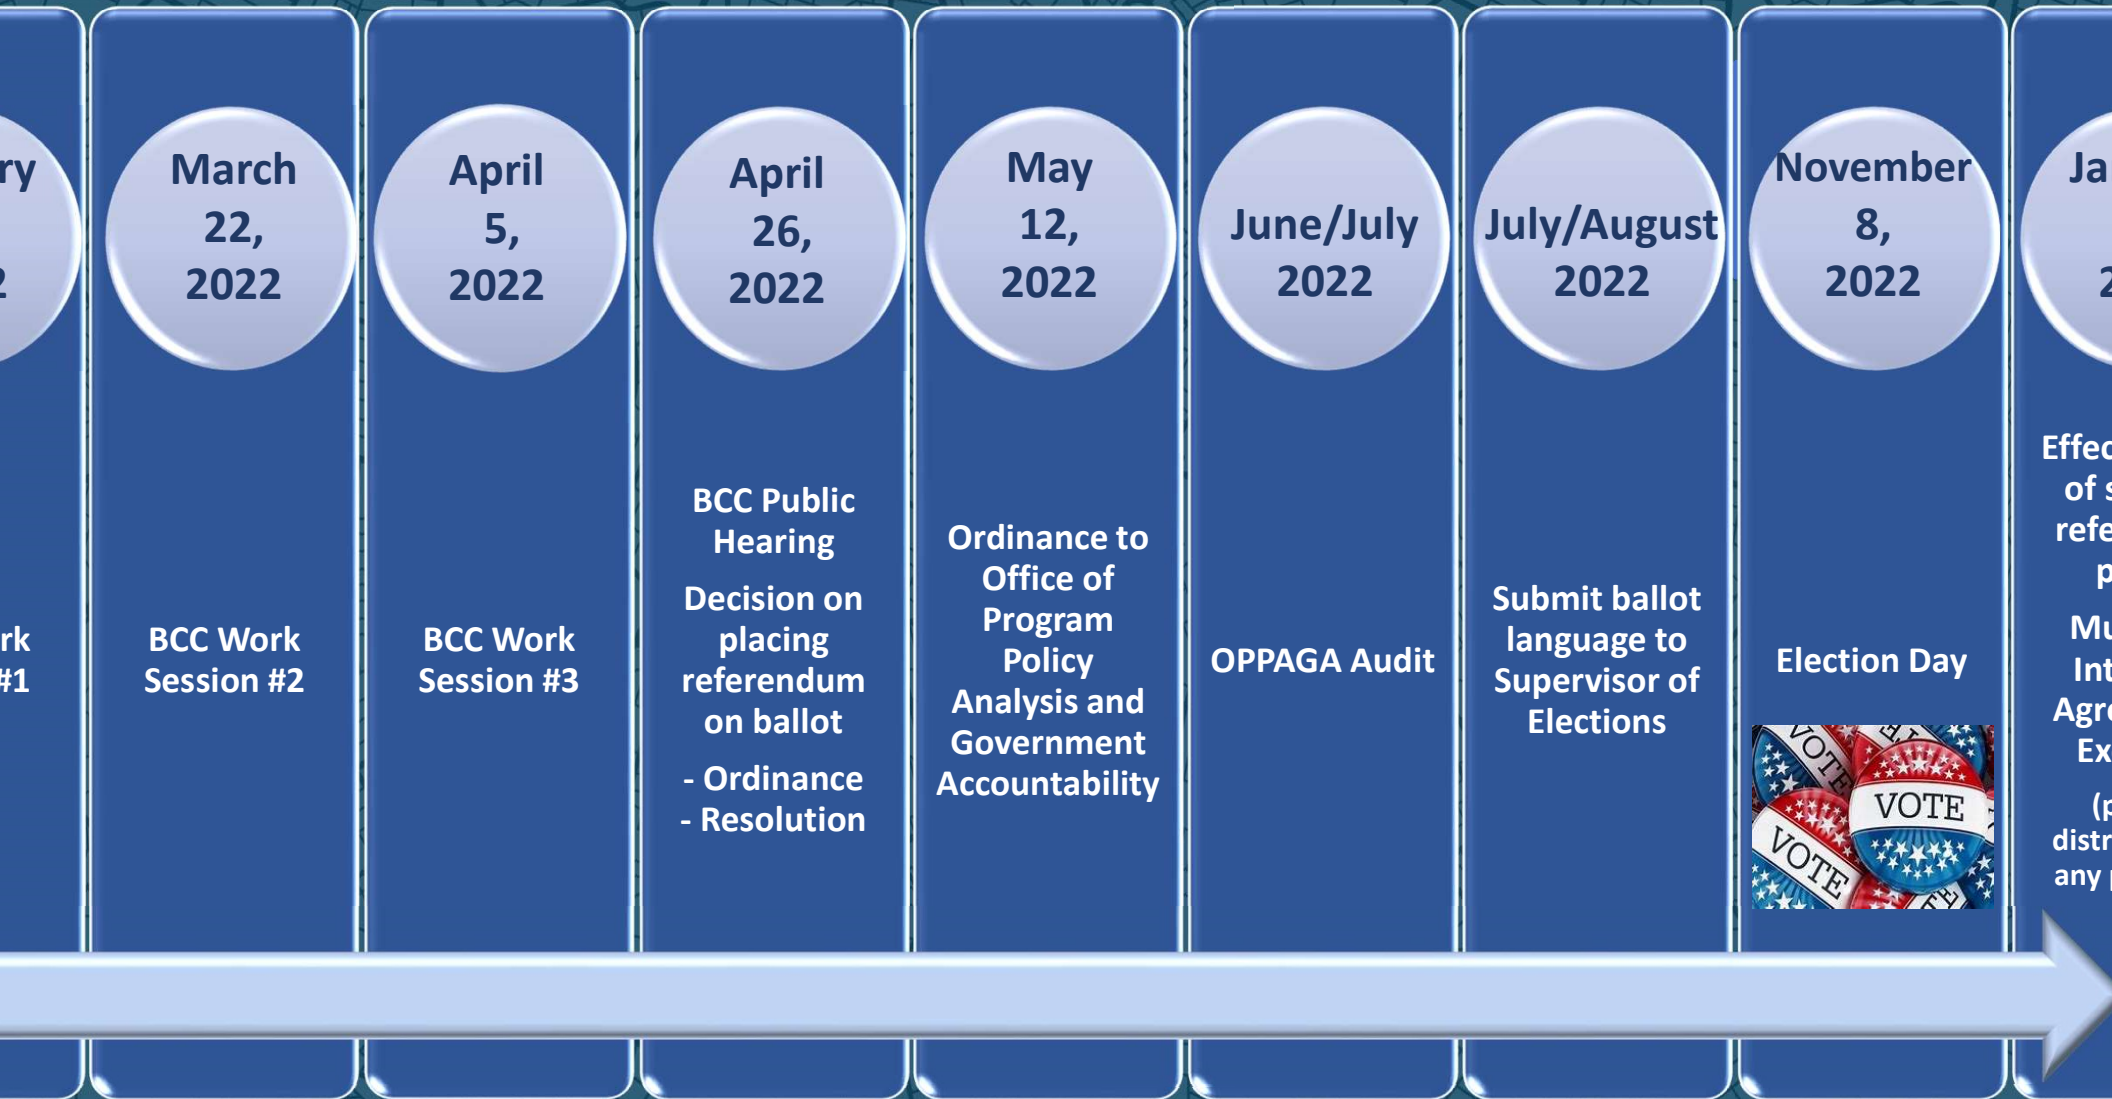 March
22,
2022
BCC Work
Session #2
April
5,
2022
BCC Work
Session #3
April
26,
2022
BCC Public
Hearing
Decision on
placing
referendum
on ballot
- Ordinance
- Resolution
May
12,
2022
Ordinance to
Office of
Program
Policy
Analysis and
Government
Accountability
June/July
2022
OPPAGA Audit
July/August
2022
Submit ballot
language to
Supervisor of
Elections
November
8,
2022
Election Day
VOTE
VOTE
VOTE
#1
of
any